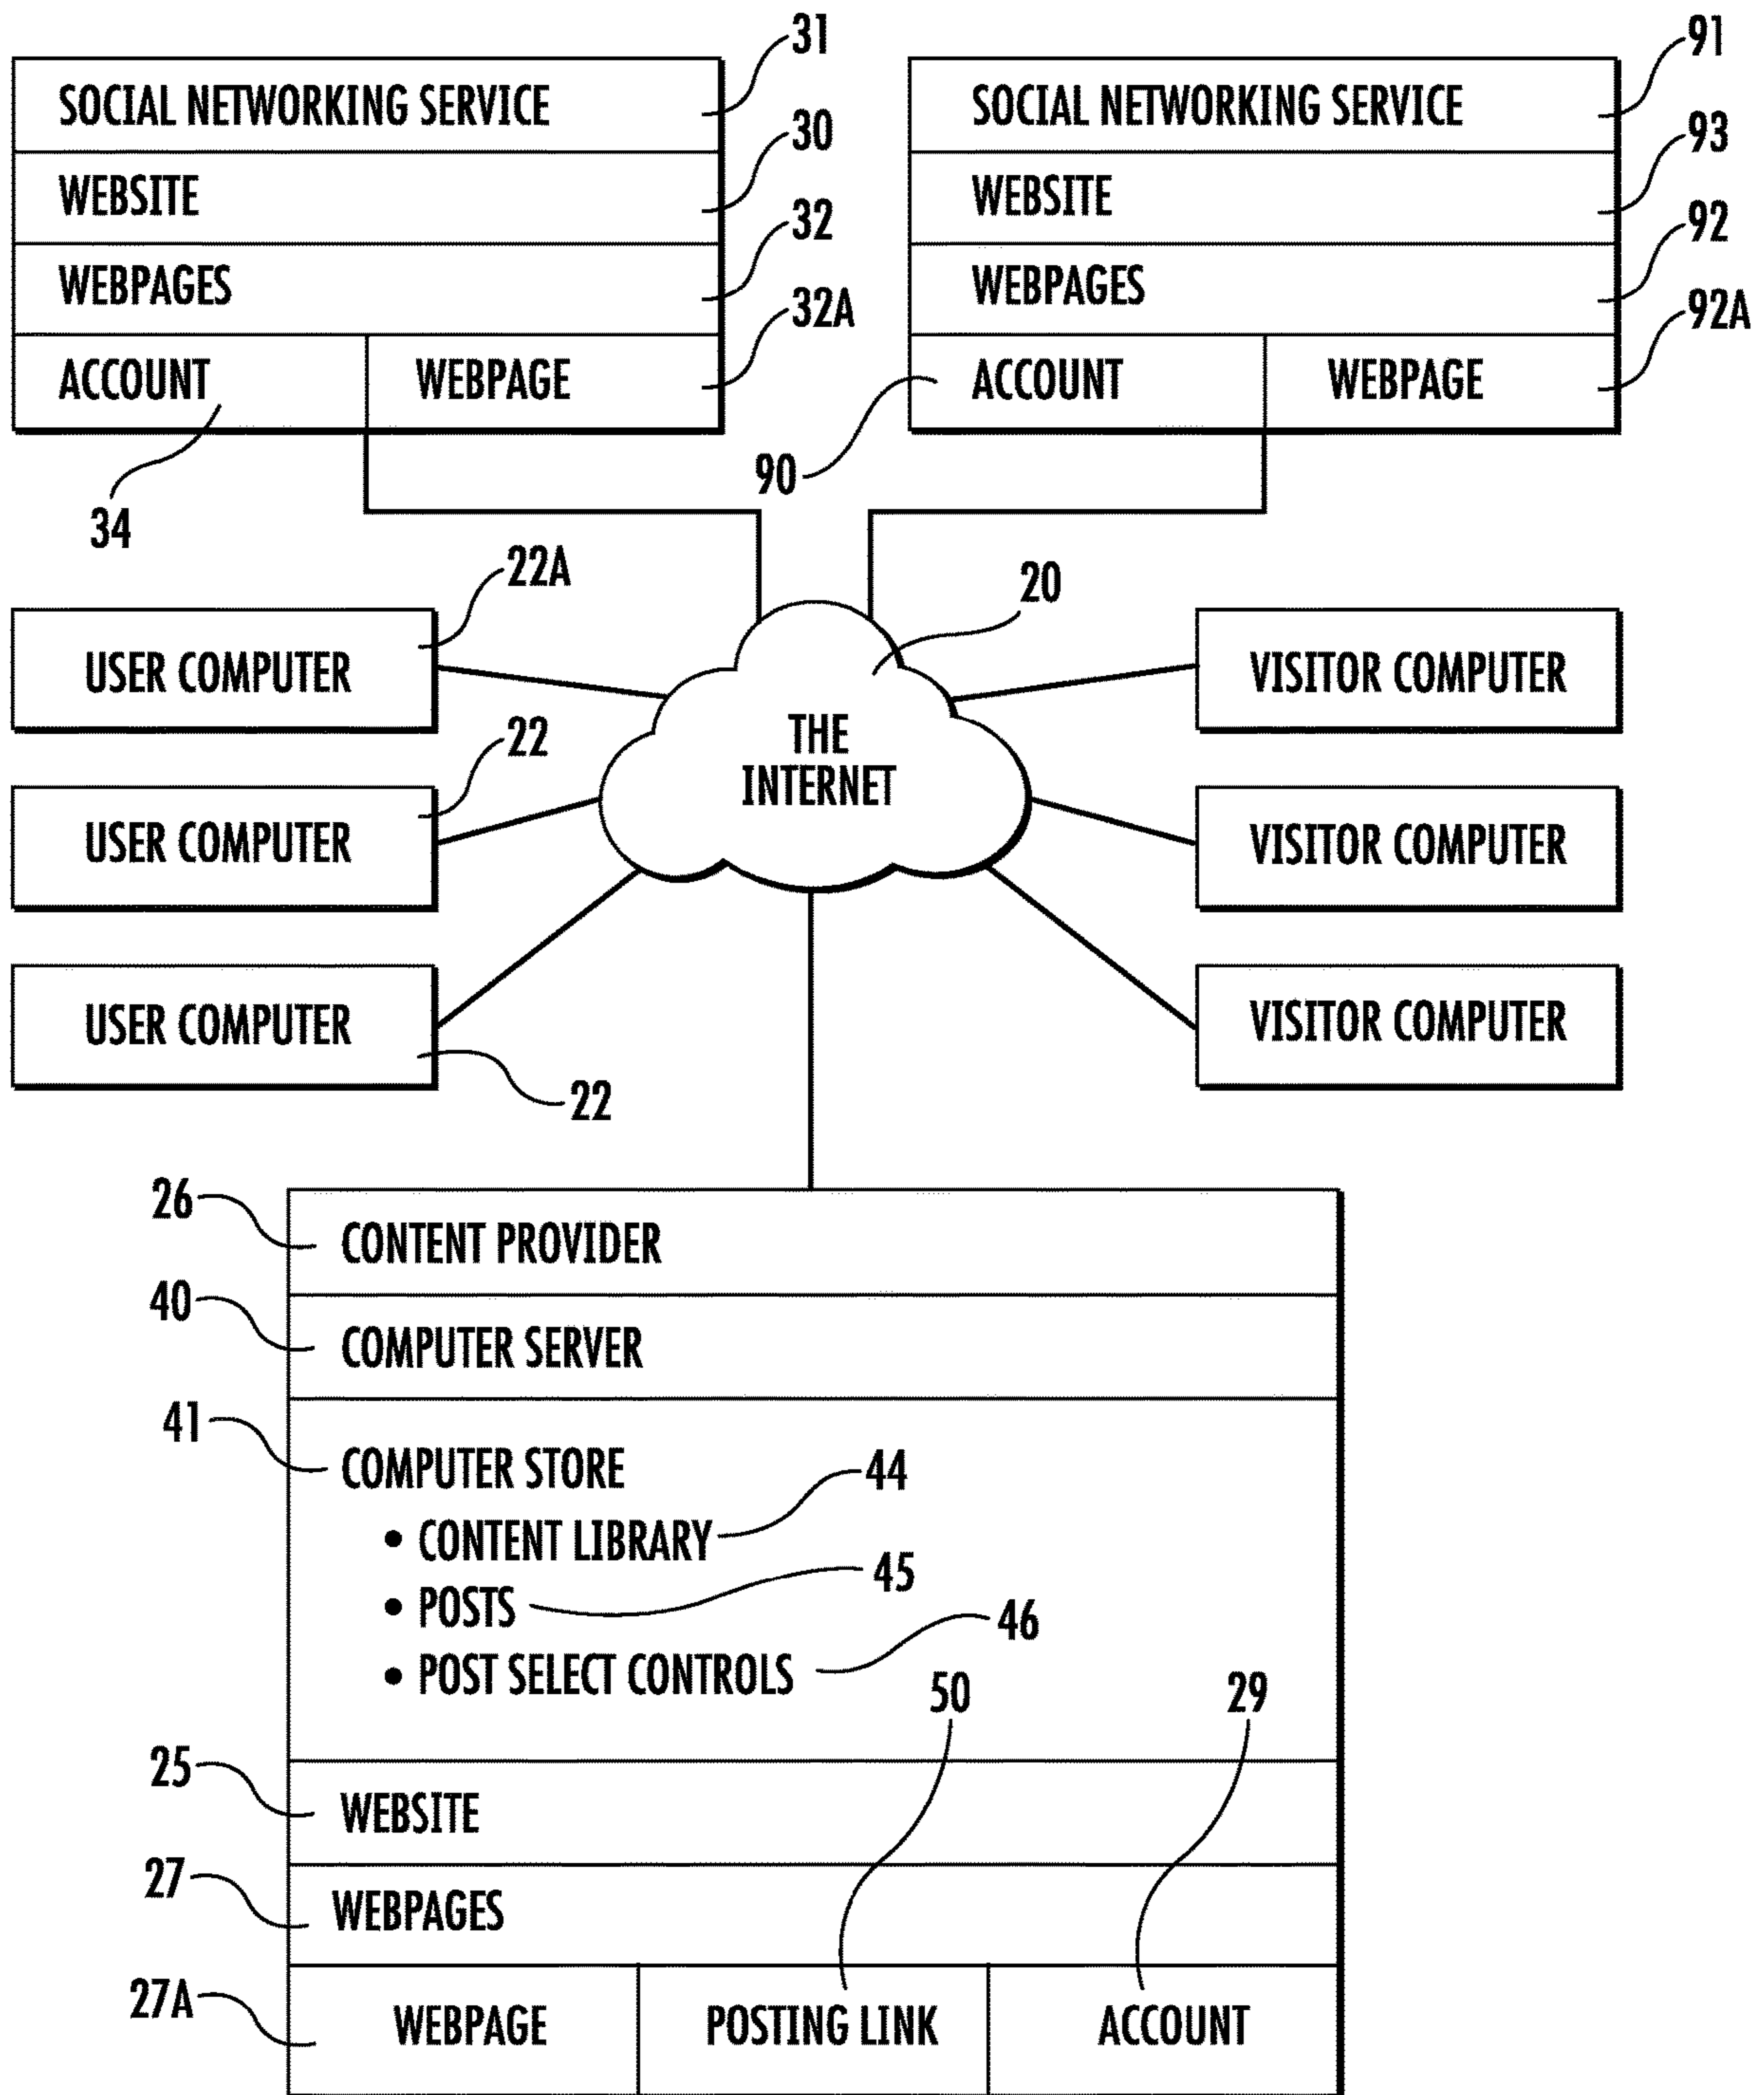 31
SOCIAL NETWORKING SERVICE
30
WEBSITE
32
WEBPAGES
32A
ACCOUNT
WEBPAGE
34
91
SOCIAL NETWORKING SERVICE
93
WEBSITE
92
WEBPAGES
92A
ACCOUNT
WEBPAGE
90
22A
USER COMPUTER
22
USER COMPUTER
USER COMPUTER
22
20
THE
INTERNET
VISITOR COMPUTER
VISITOR COMPUTER
VISITOR COMPUTER
26
CONTENT PROVIDER
40
COMPUTER SERVER
41
COMPUTER STORE
44
• CONTENT LIBRARY
45
• POSTS
46
• POST SELECT CONTROLS
50
29
25
WEBSITE
27
WEBPAGES
27A
WEBPAGE
POSTING LINK
ACCOUNT